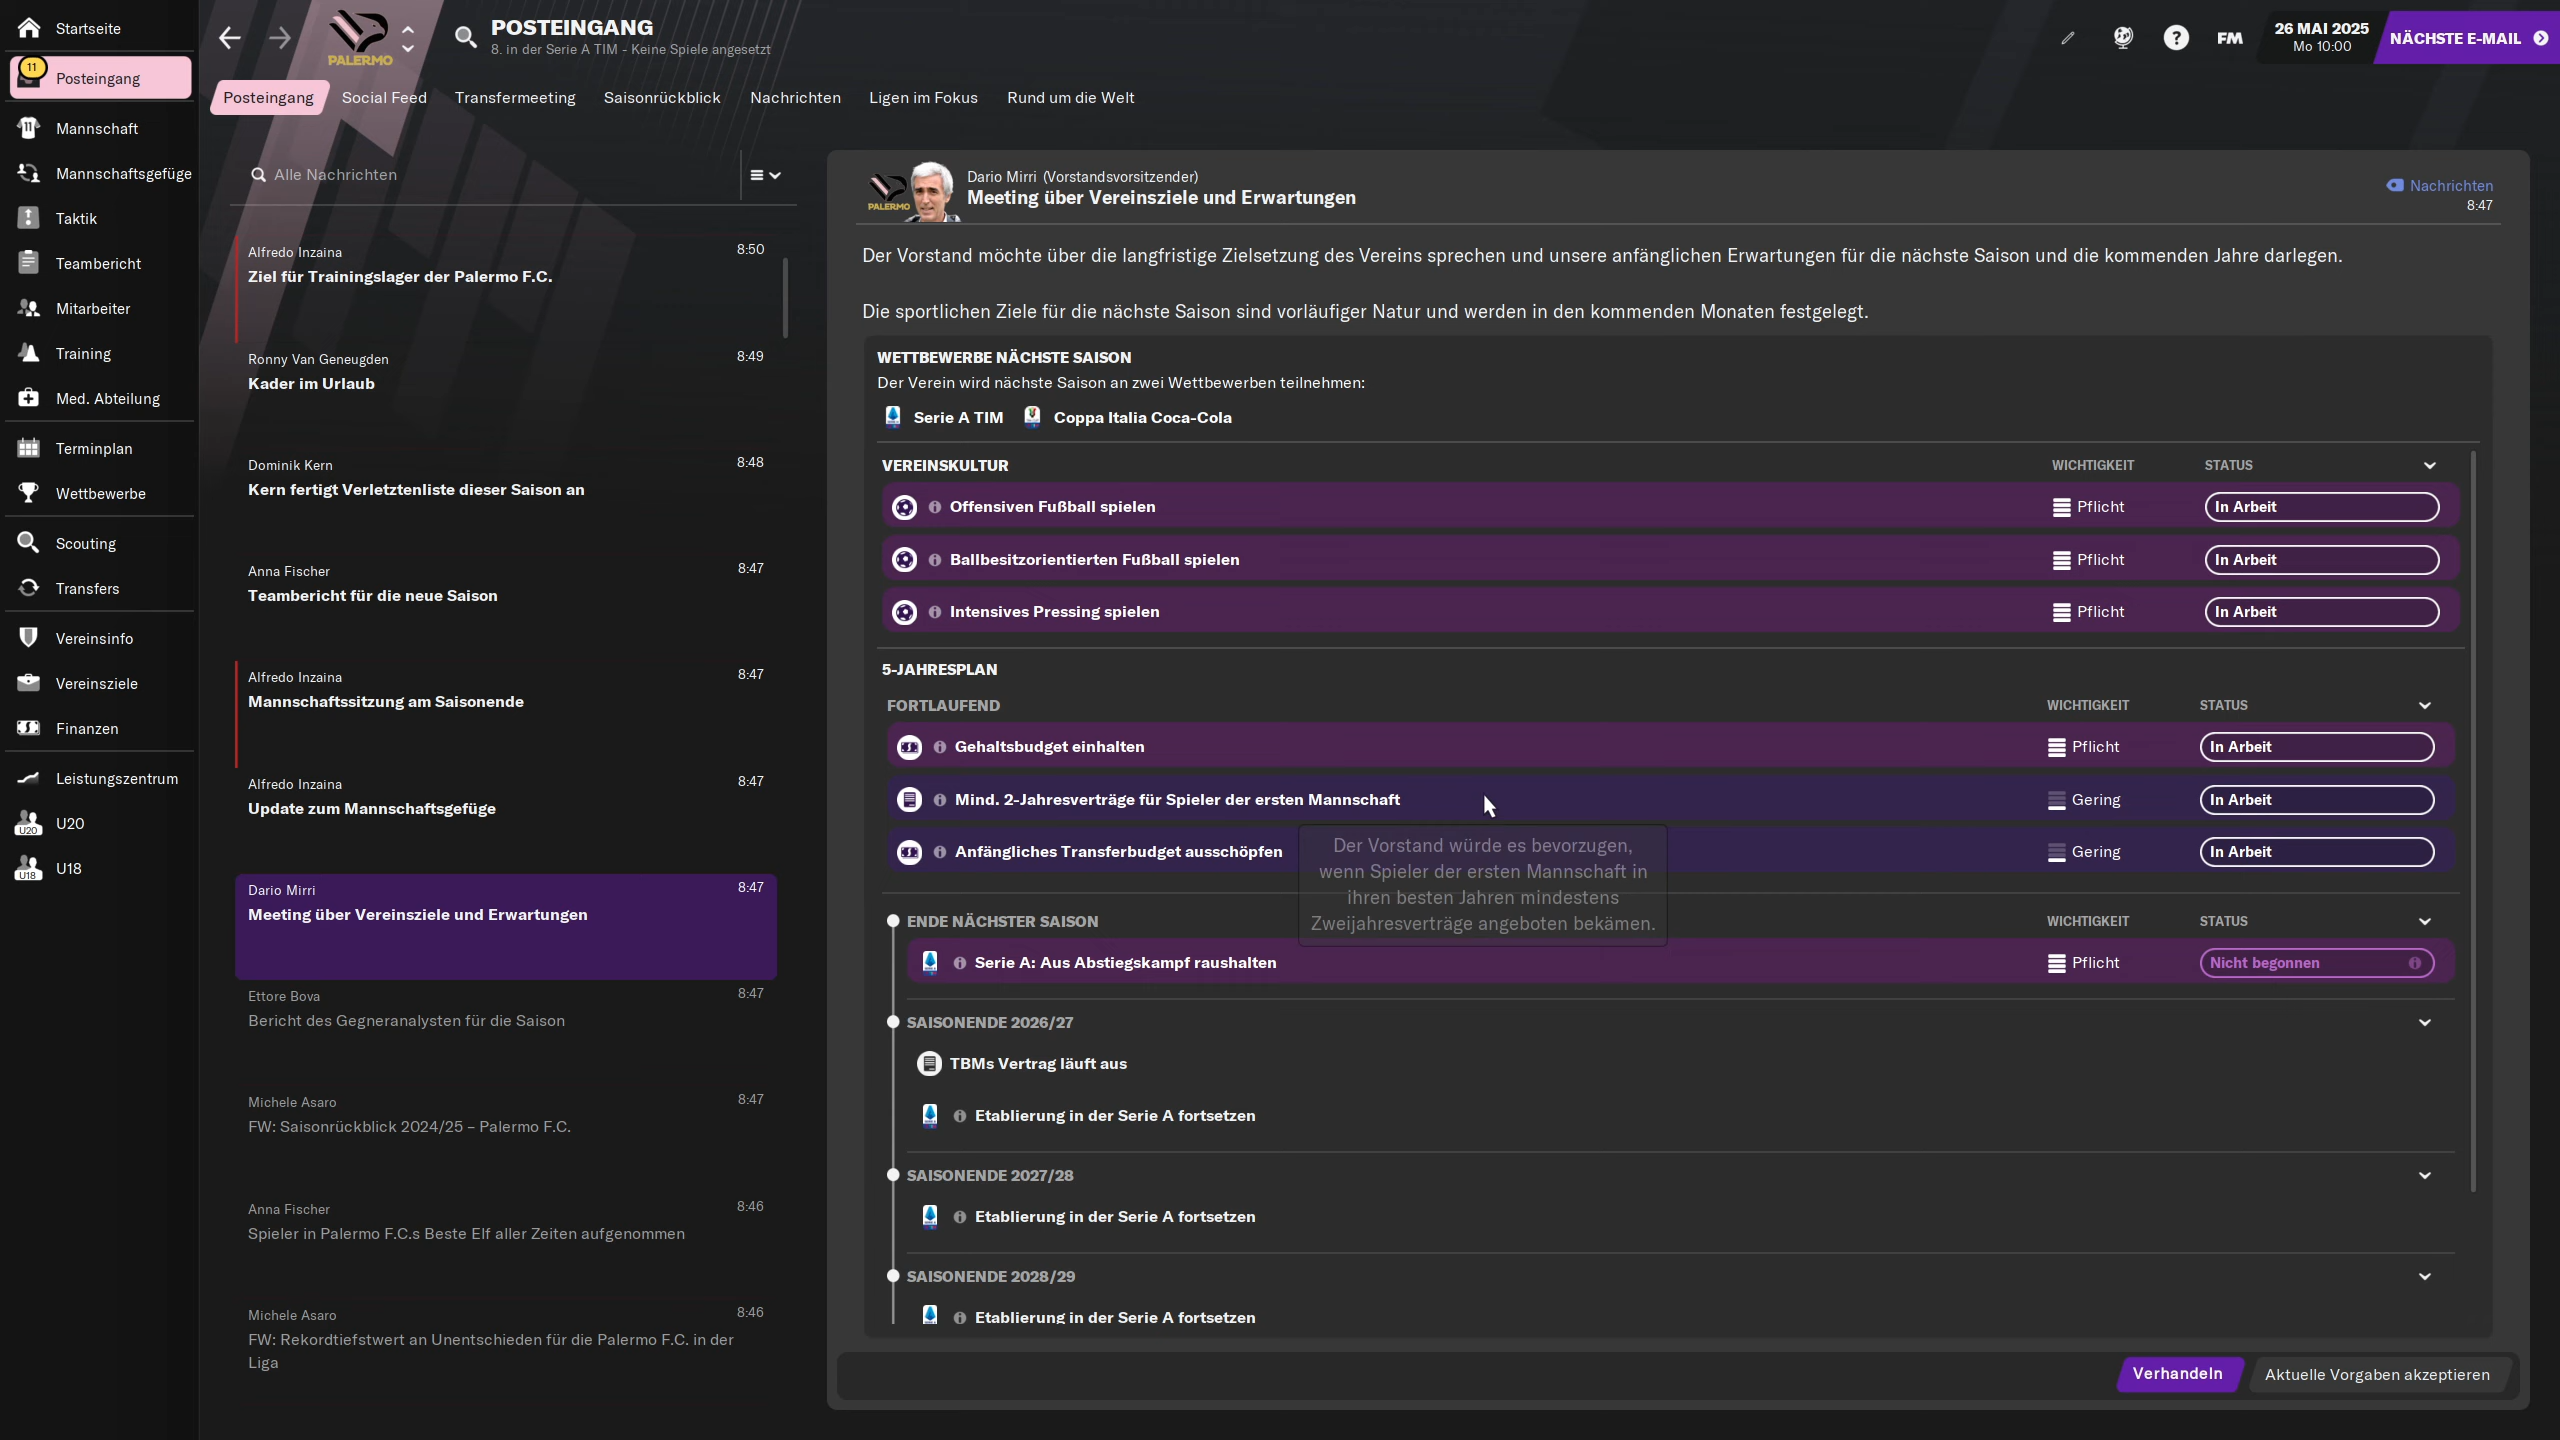 Startseite
11
Posteingang
Mannschaft
Mannschaftsgefüge
Taktik
Teambericht
Mitarbeiter
Training
Med. Abteilung
Terminplan
Wettbewerbe
Scouting
Transfers
Vereinsinfo
Vereinsziele
Finanzen
Leistungszentrum
U20
U20
U18
U18
PALERMO
POSTEINGANG
8. in der Serie A TIM - Keine Spiele angesetzt
?
FM
26 MAI 2025
Mo 10:00
NÄCHSTE E-MAIL
Posteingang
Social Feed
Transfermeeting
Saisonrückblick
Nachrichten
Ligen im Fokus
Rund um die Welt
Alle Nachrichten
Alfredo Inzaina
8:50
Ziel für Trainingslager der Palermo F.C.
Ronny Van Geneugden
8:49
Kader im Urlaub
Dominik Kern
8:48
Kern fertigt Verletztenliste dieser Saison an
Anna Fischer
8:47
Teambericht für die neue Saison
Alfredo Inzaina
8:47
Mannschaftssitzung am Saisonende
Alfredo Inzaina
8:47
Update zum Mannschaftsgefüge
Dario Mirri
8:47
Meeting über Vereinsziele und Erwartungen
Ettore Bova
8:47
Bericht des Gegneranalysten für die Saison
Michele Asaro
8:47
FW: Saisonrückblick 2024/25 – Palermo F.C.
Anna Fischer
8:46
Spieler in Palermo F.C.s Beste Elf aller Zeiten aufgenommen
Michele Asaro
8:46
FW: Rekordtiefstwert an Unentschieden für die Palermo F.C. in der
Liga
PALERMO
Dario Mirri (Vorstandsvorsitzender)
Meeting über Vereinsziele und Erwartungen
Nachrichten
8:47
Der Vorstand möchte über die langfristige Zielsetzung des Vereins sprechen und unsere anfänglichen Erwartungen für die nächste Saison und die kommenden Jahre darlegen.
Die sportlichen Ziele für die nächste Saison sind vorläufiger Natur und werden in den kommenden Monaten festgelegt.
WETTBEWERBE NÄCHSTE SAISON
Der Verein wird nächste Saison an zwei Wettbewerben teilnehmen:
Serie A TIM
Coppa Italia Coca-Cola
VEREINSKULTUR
WICHTIGKEIT
STATUS
Offensiven Fußball spielen
Pflicht
In Arbeit
Ballbesitzorientierten Fußball spielen
Pflicht
In Arbeit
Intensives Pressing spielen
Pflicht
In Arbeit
5-JAHRESPLAN
FORTLAUFEND
WICHTIGKEIT
STATUS
Gehaltsbudget einhalten
Pflicht
In Arbeit
Mind. 2-Jahresverträge für Spieler der ersten Mannschaft
Gering
In Arbeit
Anfängliches Transferbudget ausschöpfen
Gering
In Arbeit
Der Vorstand würde es bevorzugen,
wenn Spieler der ersten Mannschaft in
ihren besten Jahren mindestens
Zweijahresverträge angeboten bekämen.
ENDE NÄCHSTER SAISON
WICHTIGKEIT
STATUS
Serie A: Aus Abstiegskampf raushalten
Pflicht
Nicht begonnen
SAISONENDE 2026/27
TBMs Vertrag läuft aus
Etablierung in der Serie A fortsetzen
SAISONENDE 2027/28
Etablierung in der Serie A fortsetzen
SAISONENDE 2028/29
Etablierung in der Serie A fortsetzen
Verhandeln
Aktuelle Vorgaben akzeptieren